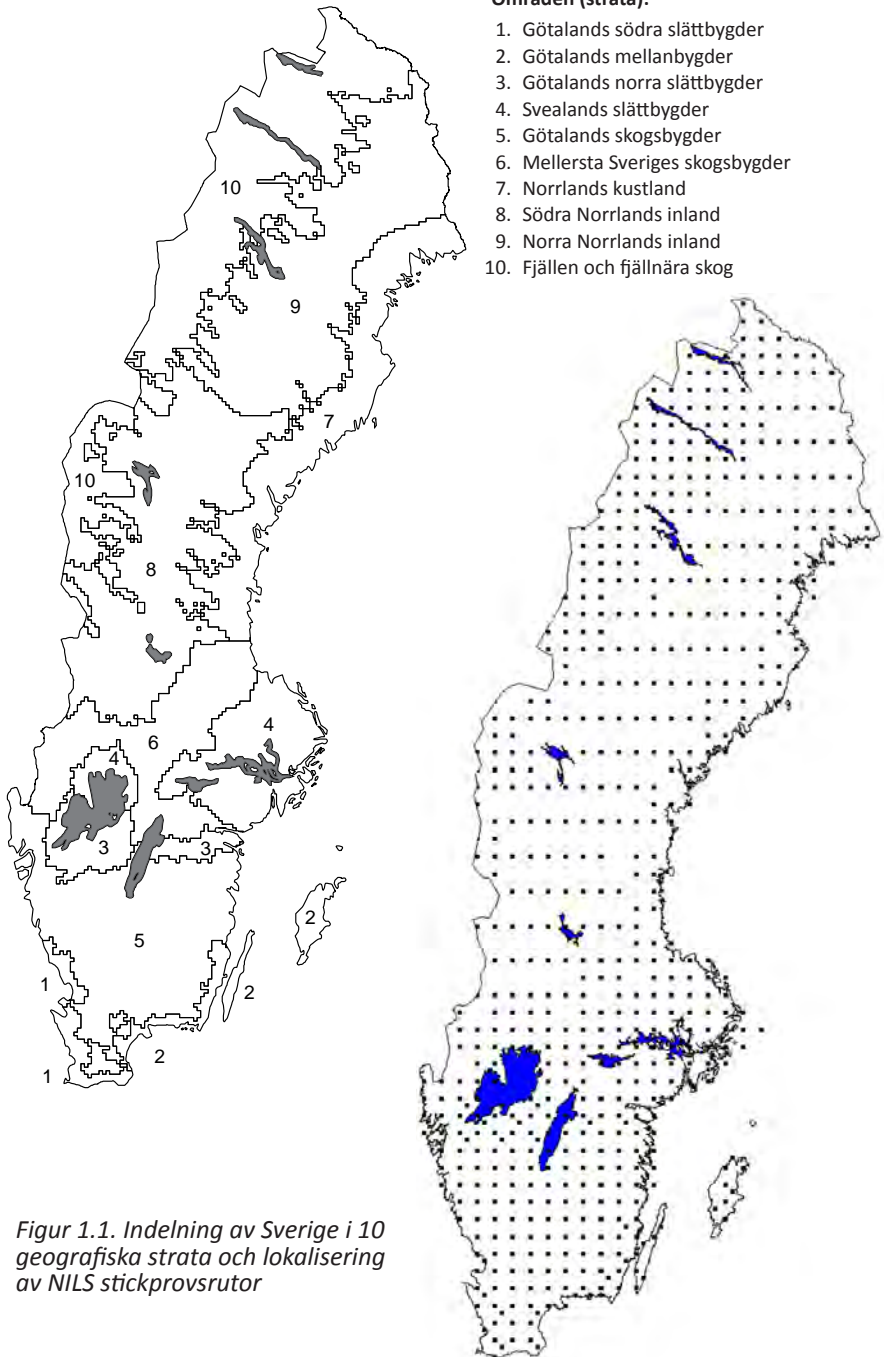 Områden (strata):
1. Götalands södra slättbygder
2. Götalands mellanbygder
3. Götalands norra slättbygder
4. Svealands slättbygder
5. Götalands skogsbygder
6. Mellersta Sveriges skogsbygder
7. Norrlands kustland
8. Södra Norrlands inland
9. Norra Norrlands inland
10. Fjällen och fjällnära skog
10
9
7
10
8
4
6
4
3
3
2
5
1
2
2
1
Figur 1.1. Indelning av Sverige i 10
geografiska strata och lokalisering
av NILS stickprovsrutor